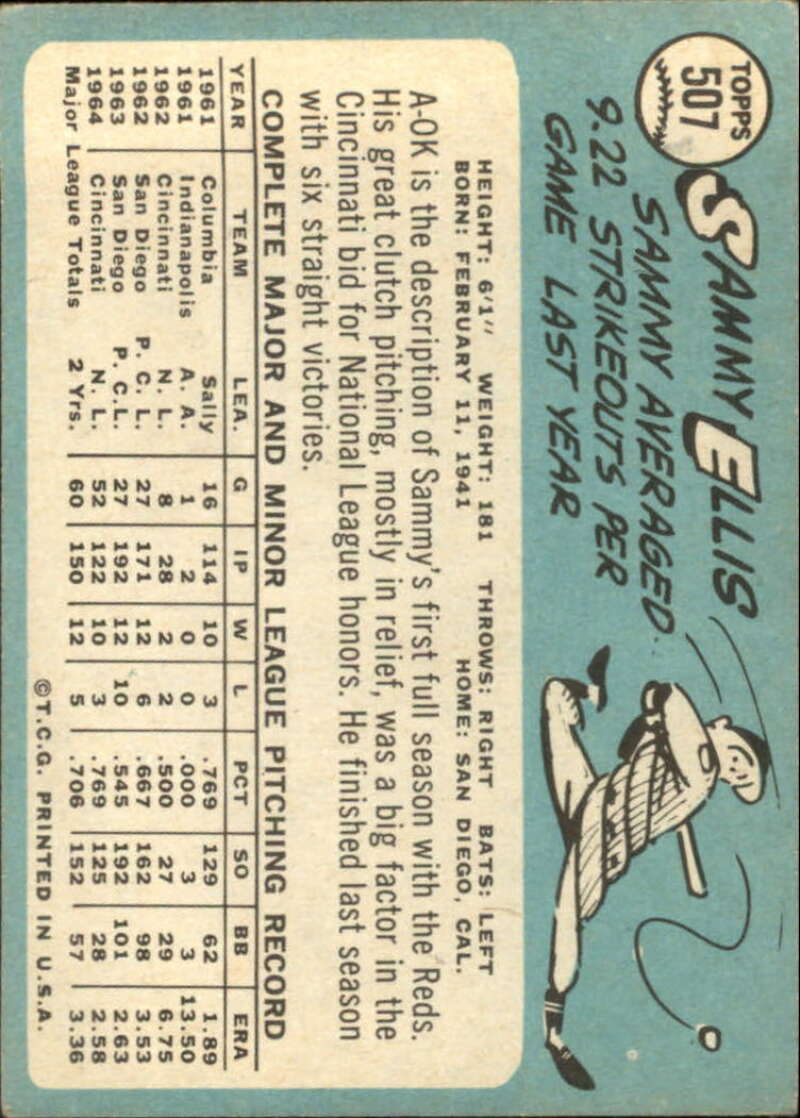 TOPPS
507
SAMMY ELLIS
SAMMY AVERAGED
9.22 STRIKEOUTS PER
GAME LAST YEAR
HEIGHT: 6'1" WEIGHT: 181 THROWS: RIGHT BATS: LEFT
BORN: FEBRUARY 11, 1941 HOME: SAN DIEGO, CAL.
A-OK is the description of Sammy's first full season with the Reds.
His great clutch pitching, mostly in relief, was a big factor in the
Cincinnati bid for National League honors. He finished last season
with six straight victories.
COMPLETE MAJOR AND MINOR LEAGUE PITCHING RECORD
YEAR TEAM LEA. G IP W L PCT SO BB ERA
1961 Columbia Sally 16 114 10 3 .769 129 62 1.89
1961 Indianapolis A. A. 1 2 0 0 .000 3 3 13.50
1962 Cincinnati N. L. 8 28 2 2 .500 27 29 6.75
1962 San Diego P. C. L. 27 171 12 6 .667 162 98 3.53
1963 San Diego P. C. L. 27 192 12 10 .545 192 101 2.63
1964 Cincinnati N. L. 52 122 10 3 .769 125 28 2.58
Major League Totals 2 Yrs. 60 150 12 5 .706 152 57 3.36
©T.C.G. PRINTED IN U.S.A.